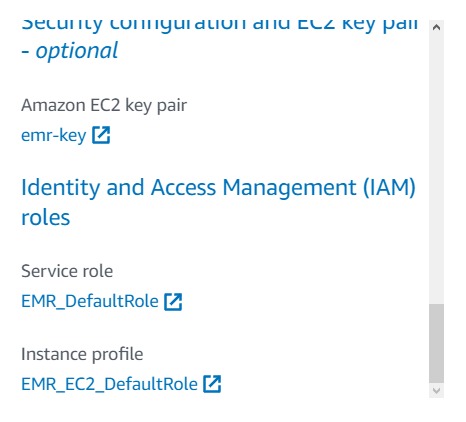 Security configuration and EC2 key pair
- optional
Amazon EC2 key pair
emr-key
Identity and Access Management (IAM)
roles
Service role
EMR_DefaultRole
Instance profile
EMR_EC2_DefaultRole